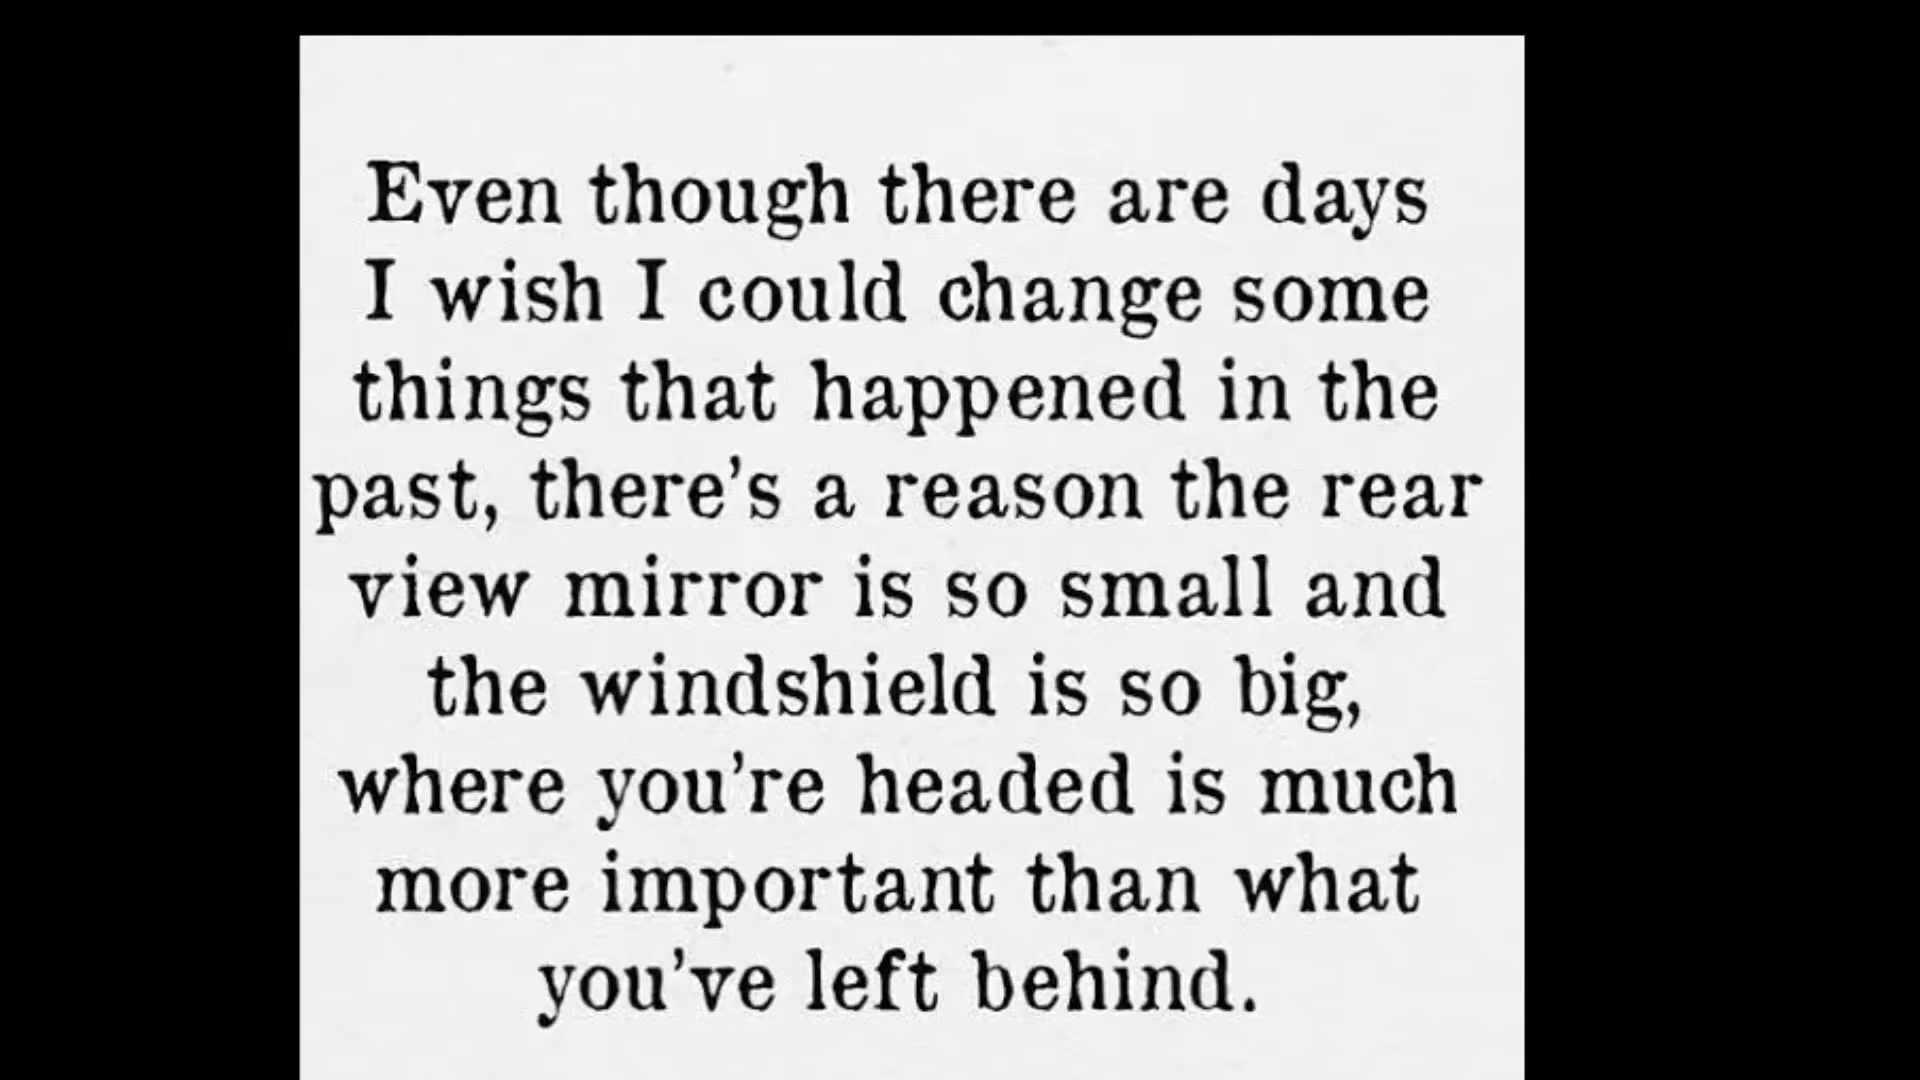 Even though there are days
I wish I could change some
things that happened in the
past, there's a reason the rear
view mirror is so small and
the windshield is so big,
where you're headed is much
more important than what
you've left behind.